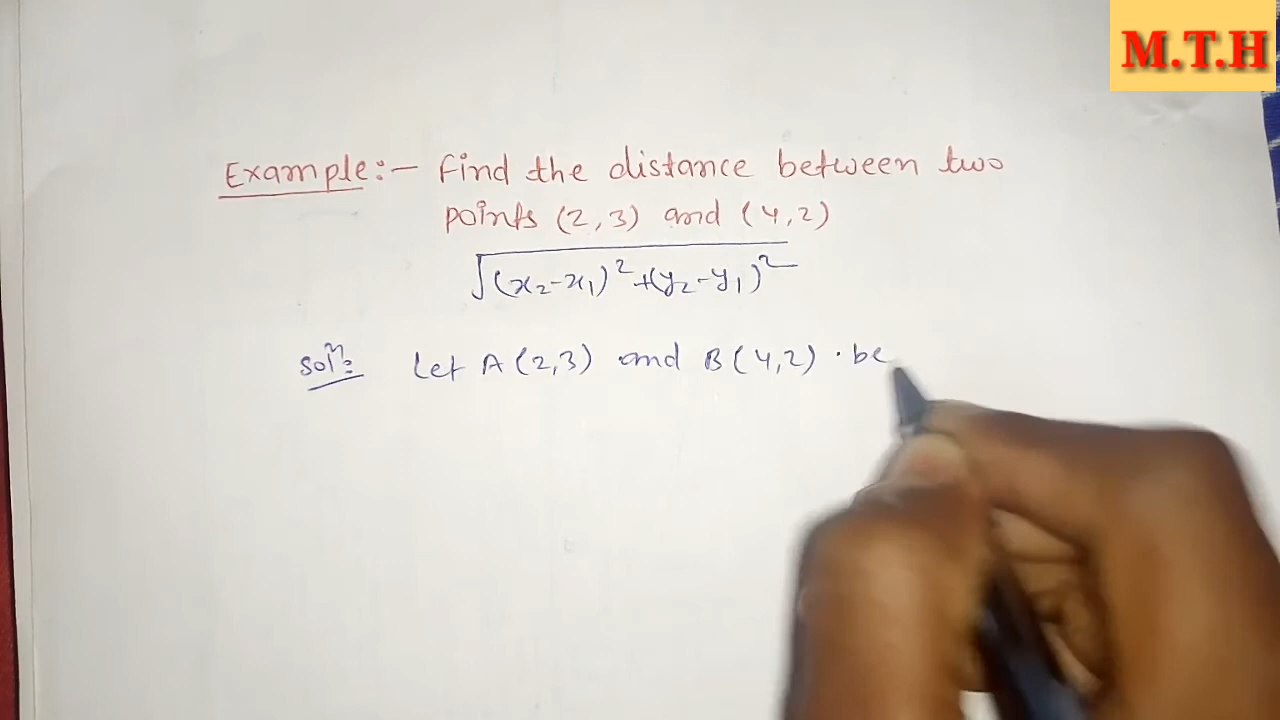 M.T.H
Example:- Find the distance between two
points (2,3) and (4,2)
√(x₂-x₁)²+(y₂-y₁)²
Solⁿ: Let A(2,3) and B(4,2) . be